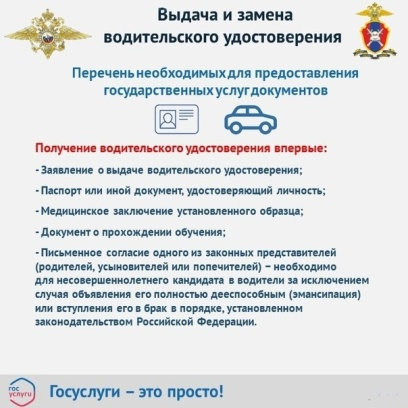 Выдача и замена
водительского удостоверения
Перечень необходимых для предоставления
государственных услуг документов
Получение водительского удостоверения впервые:
- Заявление о выдаче водительского удостоверения;
- Паспорт или иной документ, удостоверяющий личность;
- Медицинское заключение установленного образца;
- Документ о прохождении обучения;
- Письменное согласие одного из законных представителей
(родителей, усыновителей или попечителей) – необходимо
для несовершеннолетнего кандидата в водители за исключением
случая объявления его полностью дееспособным (эмансипация)
или вступления его в брак в порядке, установленном
законодательством Российской Федерации.
гос
услуги
Госуслуги – это просто!